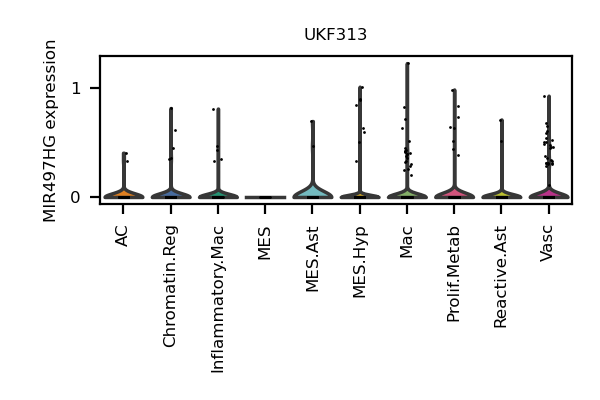 UKF313
MIR497HG expression
1
0
AC
Chromatin.Reg
Inflammatory.Mac
MES
MES.Ast
MES.Hyp
Mac
Prolif.Metab
Reactive.Ast
Vasc